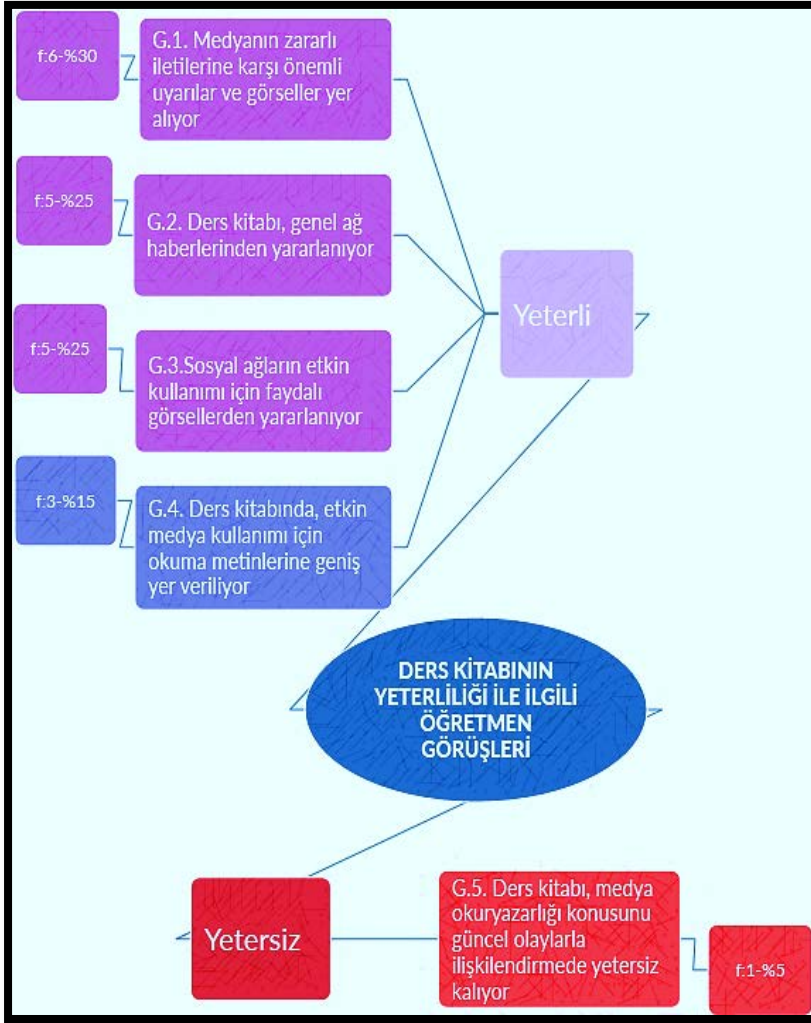 f:6-%30
G.1. Medyanın zararlı
iletilerine karşı önemli
uyarılar ve görseller yer
alıyor
f:5-%25
G.2. Ders kitabı, genel ağ
haberlerinden yararlanıyor
Yeterli
f:5-%25
G.3.Sosyal ağların etkin
kullanımı için faydalı
görsellerden yararlanıyor
f:3-%15
G.4. Ders kitabında, etkin
medya kullanımı için
okuma metinlerine geniş
yer veriliyor
DERS KİTABININ
YETERLİLİĞİ İLE İLGİLİ
ÖĞRETMEN
GÖRÜŞLERİ
Yetersiz
G.5. Ders kitabı, medya
okuryazarlığı konusunu
güncel olaylarla
ilişkilendirmede yetersiz
kalıyor
f:1-%5